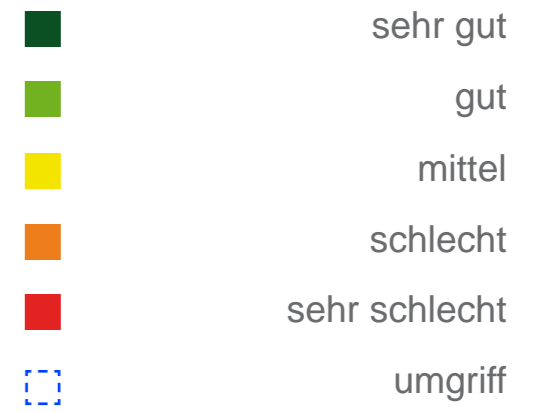 sehr gut
gut
mittel
schlecht
sehr schlecht
umgriff